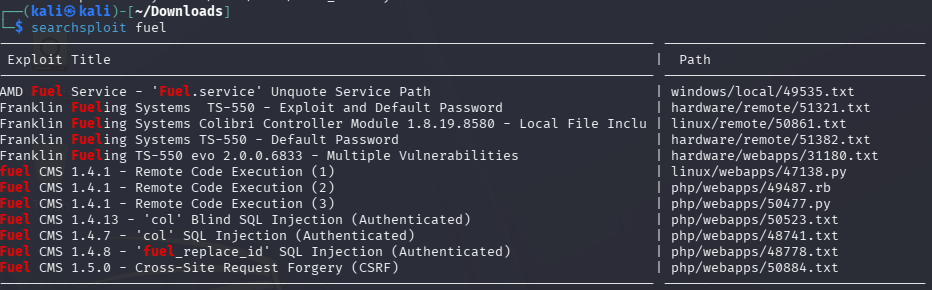 ┌──(kali㉿kali)-[~/Downloads]
└─$ searchsploit fuel
Exploit Title | Path
AMD Fuel Service - 'Fuel.service' Unquote Service Path | windows/local/49535.txt
Franklin Fueling Systems  TS-550 - Exploit and Default Password | hardware/remote/51321.txt
Franklin Fueling Systems Colibri Controller Module 1.8.19.8580 - Local File Inclu | linux/remote/50861.txt
Franklin Fueling Systems TS-550 - Default Password | hardware/remote/51382.txt
Franklin Fueling TS-550 evo 2.0.0.6833 - Multiple Vulnerabilities | hardware/webapps/31180.txt
fuel CMS 1.4.1 - Remote Code Execution (1) | linux/webapps/47138.py
Fuel CMS 1.4.1 - Remote Code Execution (2) | php/webapps/49487.rb
Fuel CMS 1.4.1 - Remote Code Execution (3) | php/webapps/50477.py
Fuel CMS 1.4.13 - 'col' Blind SQL Injection (Authenticated) | php/webapps/50523.txt
Fuel CMS 1.4.7 - 'col' SQL Injection (Authenticated) | php/webapps/48741.txt
Fuel CMS 1.4.8 - 'fuel_replace_id' SQL Injection (Authenticated) | php/webapps/48778.txt
Fuel CMS 1.5.0 - Cross-Site Request Forgery (CSRF) | php/webapps/50884.txt